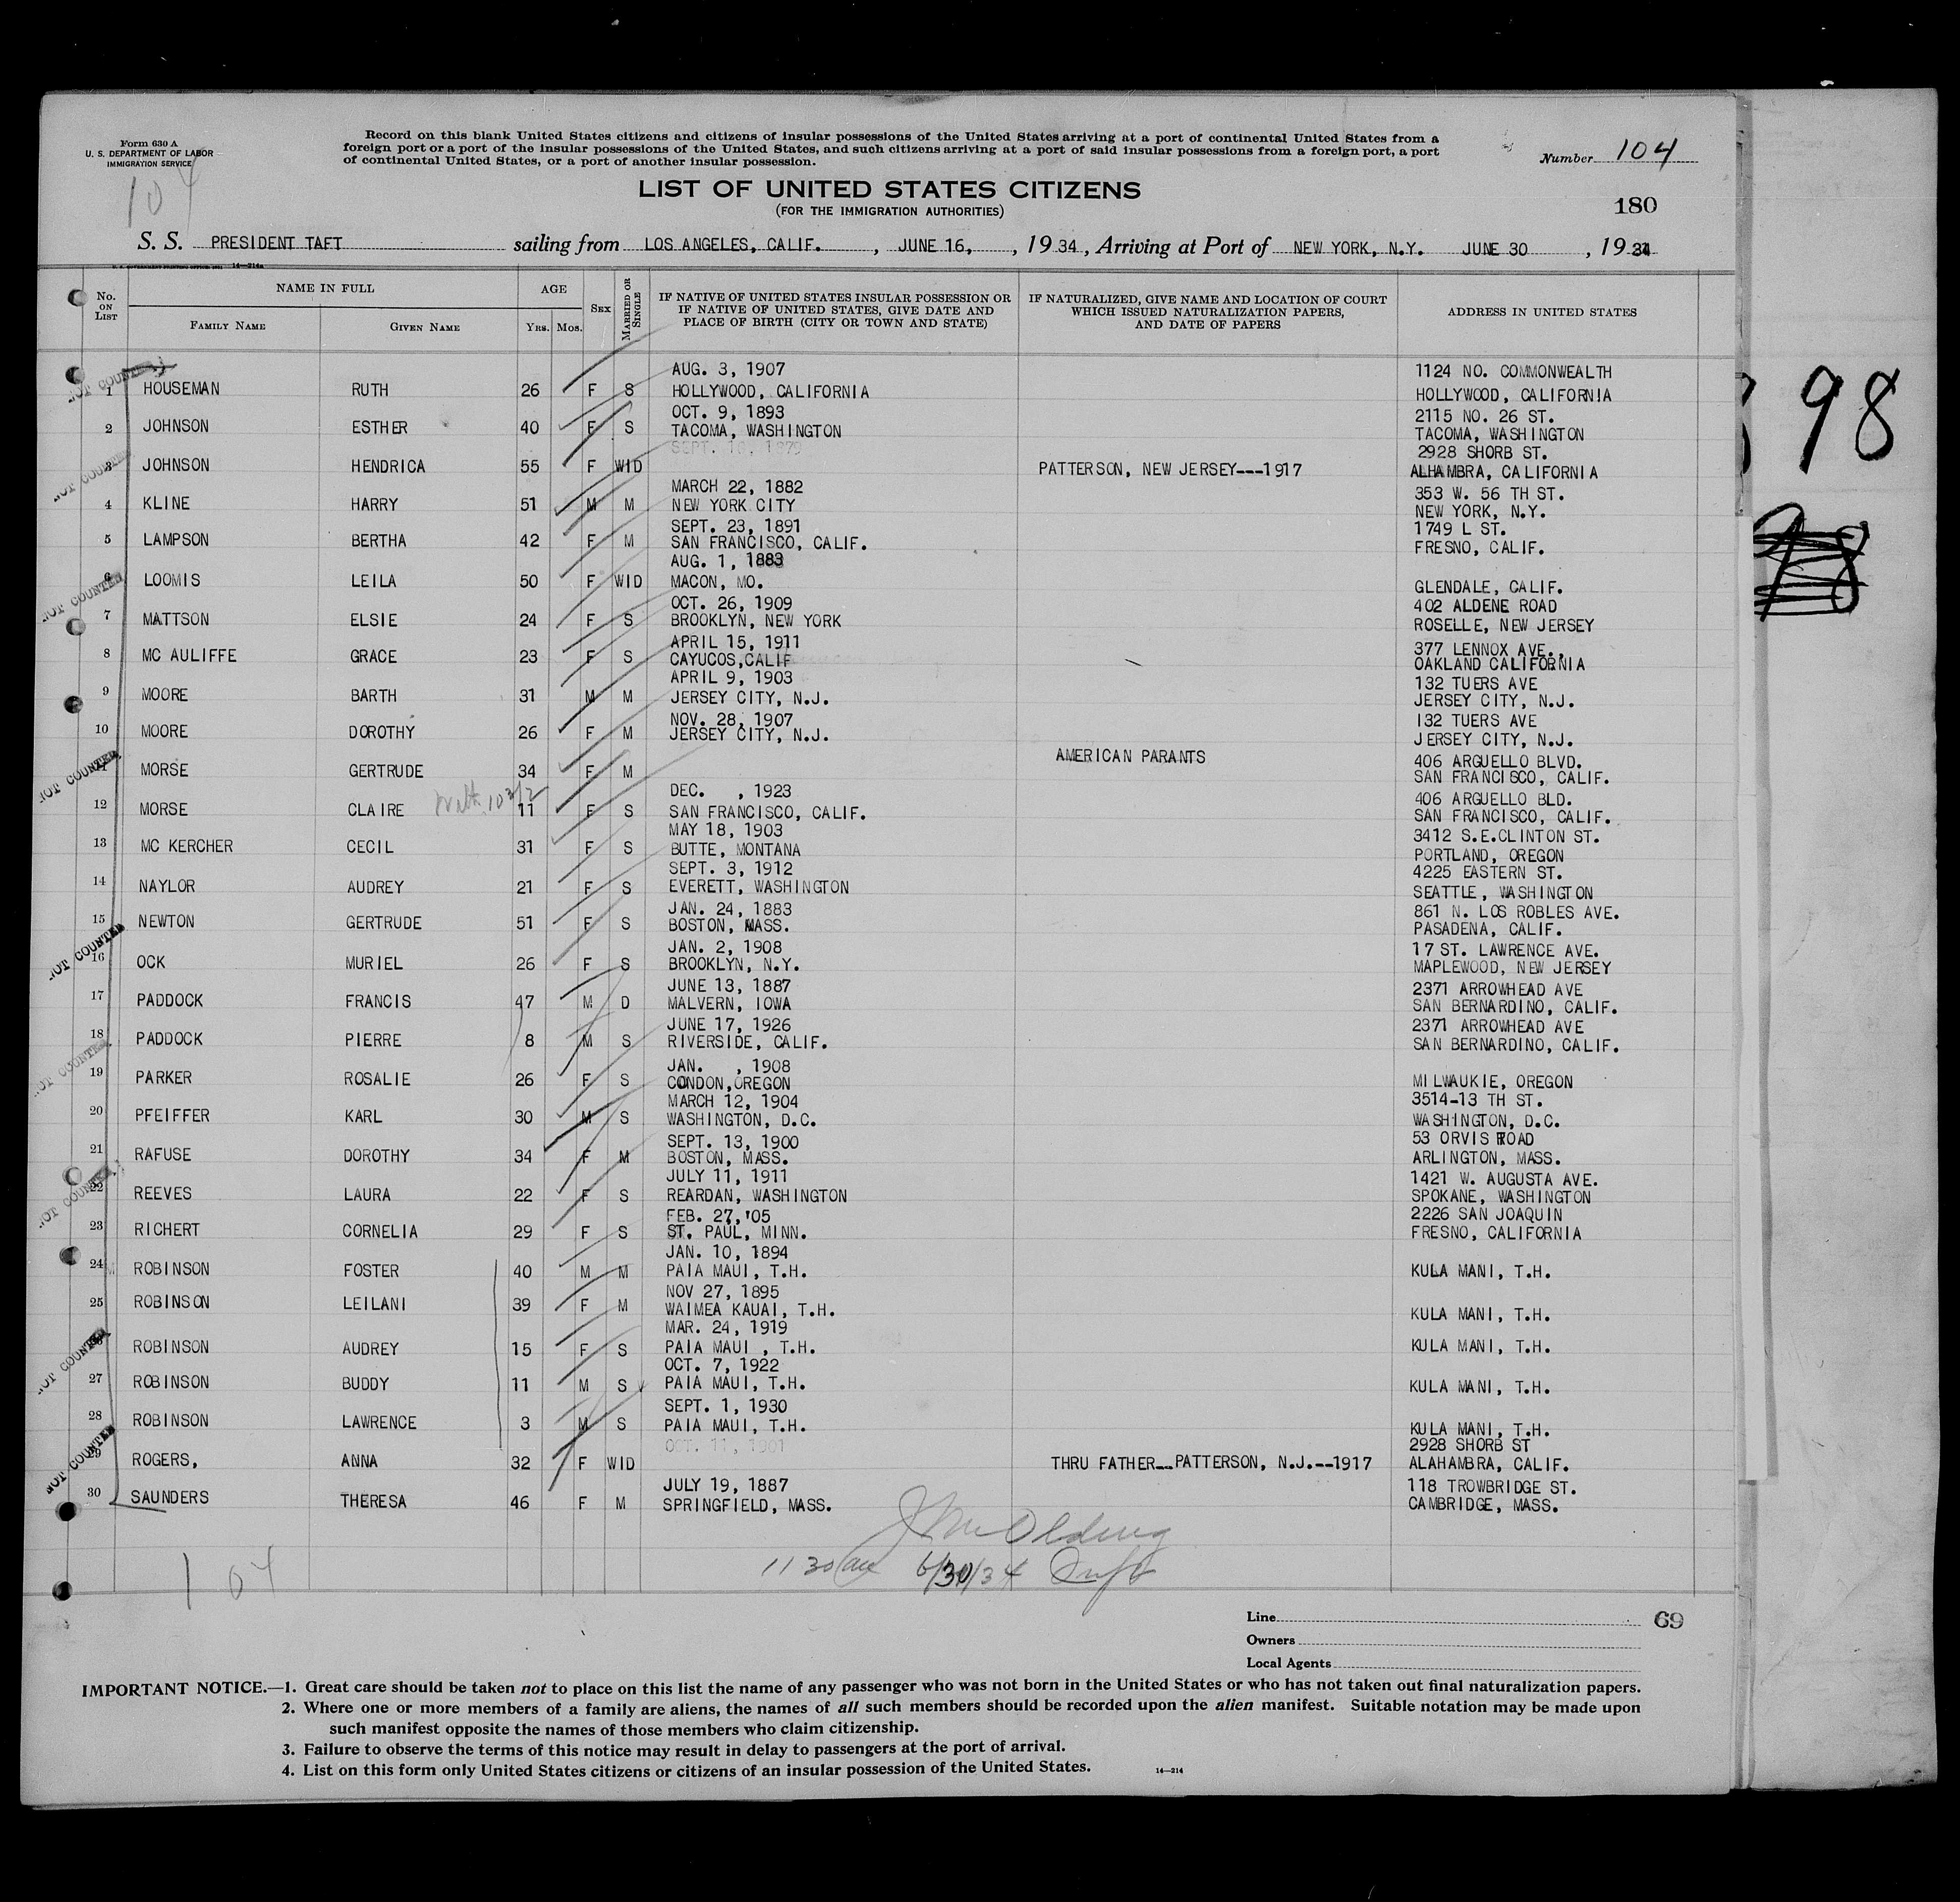 Form 630 A
U. S. DEPARTMENT OF LABOR
IMMIGRATION SERVICE
104
Record on this blank United States citizens and citizens of insular possessions of the United States arriving at a port of continental United States from a
foreign port or a port of the insular possessions of the United States, and such citizens arriving at a port of said insular possessions from a foreign port, a port
of continental United States, or a port of another insular possession.
Number 104
LIST OF UNITED STATES CITIZENS
(FOR THE IMMIGRATION AUTHORITIES)
180
S. S. PRESIDENT TAFT sailing from LOS ANGELES, CALIF. , JUNE 16, , 19 34 , Arriving at Port of NEW YORK, N.Y. JUNE 30 , 19 34
14—214a
No. ON LIST
NAME IN FULL
FAMILY NAME
GIVEN NAME
AGE
YRS.
MOS.
SEX
MARRIED OR SINGLE
IF NATIVE OF UNITED STATES INSULAR POSSESSION OR
IF NATIVE OF UNITED STATES, GIVE DATE AND
PLACE OF BIRTH (CITY OR TOWN AND STATE)
IF NATURALIZED, GIVE NAME AND LOCATION OF COURT
WHICH ISSUED NATURALIZATION PAPERS,
AND DATE OF PAPERS
ADDRESS IN UNITED STATES
AUG. 3, 1907 1124 NO. COMMONWEALTH
NOT COUNTED
1 HOUSEMAN RUTH 26 F S HOLLYWOOD, CALIFORNIA HOLLYWOOD, CALIFORNIA
OCT. 9, 1893 2115 NO. 26 ST.
2 JOHNSON ESTHER 40 F S TACOMA, WASHINGTON TACOMA, WASHINGTON
SEPT. 18, 1879 2928 SHORB ST.
NOT COUNTED
3 JOHNSON HENDRICA 55 F WID PATTERSON, NEW JERSEY---1917 ALHAMBRA, CALIFORNIA
MARCH 22, 1882 353 W. 56 TH ST.
4 KLINE HARRY 51 M M NEW YORK CITY NEW YORK, N.Y.
SEPT. 23, 1891 1749 L ST.
5 LAMPSON BERTHA 42 F M SAN FRANCISCO, CALIF. FRESNO, CALIF.
AUG. 1, 1883
NOT COUNTED
6 LOOMIS LEILA 50 F WID MACON, MO. GLENDALE, CALIF.
OCT. 26, 1909 402 ALDENE ROAD
7 MATTSON ELSIE 24 F S BROOKLYN, NEW YORK ROSELLE, NEW JERSEY
APRIL 15, 1911 377 LENNOX AVE.,
8 MC AULIFFE GRACE 23 F S CAYUCOS,CALIF OAKLAND CALIFORNIA
APRIL 9, 1903 132 TUERS AVE
9 MOORE BARTH 31 M M JERSEY CITY, N.J. JERSEY CITY, N.J.
NOV. 28, 1907 132 TUERS AVE
10 MOORE DOROTHY 26 F M JERSEY CITY, N.J. JERSEY CITY, N.J.
AMERICAN PARANTS 406 ARGUELLO BLVD.
NOT COUNTED
11 MORSE GERTRUDE 34 F M SAN FRANCISCO, CALIF.
DEC. , 1923 406 ARGUELLO BLD.
12 MORSE CLAIRE 11 F S SAN FRANCISCO, CALIF. SAN FRANCISCO, CALIF.
MAY 18, 1903 3412 S.E.CLINTON ST.
13 MC KERCHER CECIL 31 F S BUTTE, MONTANA PORTLAND, OREGON
SEPT. 3, 1912 4225 EASTERN ST.
14 NAYLOR AUDREY 21 F S EVERETT, WASHINGTON SEATTLE, WASHINGTON
JAN. 24, 1883 861 N. LOS ROBLES AVE.
15 NEWTON GERTRUDE 51 F S BOSTON, MASS. PASADENA, CALIF.
JAN. 2, 1908 17 ST. LAWRENCE AVE.
NOT COUNTED
16 OCK MURIEL 26 F S BROOKLYN, N.Y. MAPLEWOOD, NEW JERSEY
JUNE 13, 1887 2371 ARROWHEAD AVE
17 PADDOCK FRANCIS 47 M D MALVERN, IOWA SAN BERNARDINO, CALIF.
JUNE 17, 1926 2371 ARROWHEAD AVE
18 PADDOCK PIERRE 8 M S RIVERSIDE, CALIF. SAN BERNARDINO, CALIF.
JAN. , 1908
NOT COUNTED
19 PARKER ROSALIE 26 F S CONDON,OREGON MILWAUKIE, OREGON
MARCH 12, 1904 3514-13 TH ST.
20 PFEIFFER KARL 30 M S WASHINGTON, D.C. WASHINGTON, D.C.
SEPT. 13, 1900 53 ORVIS ROAD
21 RAFUSE DOROTHY 34 F M BOSTON, MASS. ARLINGTON, MASS.
JULY 11, 1911 1421 W. AUGUSTA AVE.
NOT COUNTED
22 REEVES LAURA 22 F S REARDAN, WASHINGTON SPOKANE, WASHINGTON
FEB. 27,'05 2226 SAN JOAQUIN
23 RICHERT CORNELIA 29 F S ST. PAUL, MINN. FRESNO, CALIFORNIA
JAN. 10, 1894
24 ROBINSON FOSTER 40 M M PAIA MAUI, T.H. KULA MANI, T.H.
NOV 27, 1895
25 ROBINSON LEILANI 39 F M WAIMEA KAUAI, T.H. KULA MANI, T.H.
MAR. 24, 1919
NOT COUNTED
26 ROBINSON AUDREY 15 F S PAIA MAUI , T.H. KULA MANI, T.H.
OCT. 7, 1922
27 ROBINSON BUDDY 11 M S PAIA MAUI, T.H. KULA MANI, T.H.
SEPT. 1, 1930
28 ROBINSON LAWRENCE 3 M S PAIA MAUI, T.H. KULA MANI, T.H.
OCT. 11, 1901 2928 SHORB ST
NOT COUNTED
29 ROGERS, ANNA 32 F WID THRU FATHER--PATTERSON, N.J.--1917 ALAHAMBRA, CALIF.
JULY 19, 1887 118 TROWBRIDGE ST.
30 SAUNDERS THERESA 46 F M SPRINGFIELD, MASS. CAMBRIDGE, MASS.
11 30 am 6/30/34
104
98
Line
69
Owners
Local Agents
IMPORTANT NOTICE.—1. Great care should be taken not to place on this list the name of any passenger who was not born in the United States or who has not taken out final naturalization papers.
2. Where one or more members of a family are aliens, the names of all such members should be recorded upon the alien manifest. Suitable notation may be made upon
such manifest opposite the names of those members who claim citizenship.
3. Failure to observe the terms of this notice may result in delay to passengers at the port of arrival.
4. List on this form only United States citizens or citizens of an insular possession of the United States.
14—214